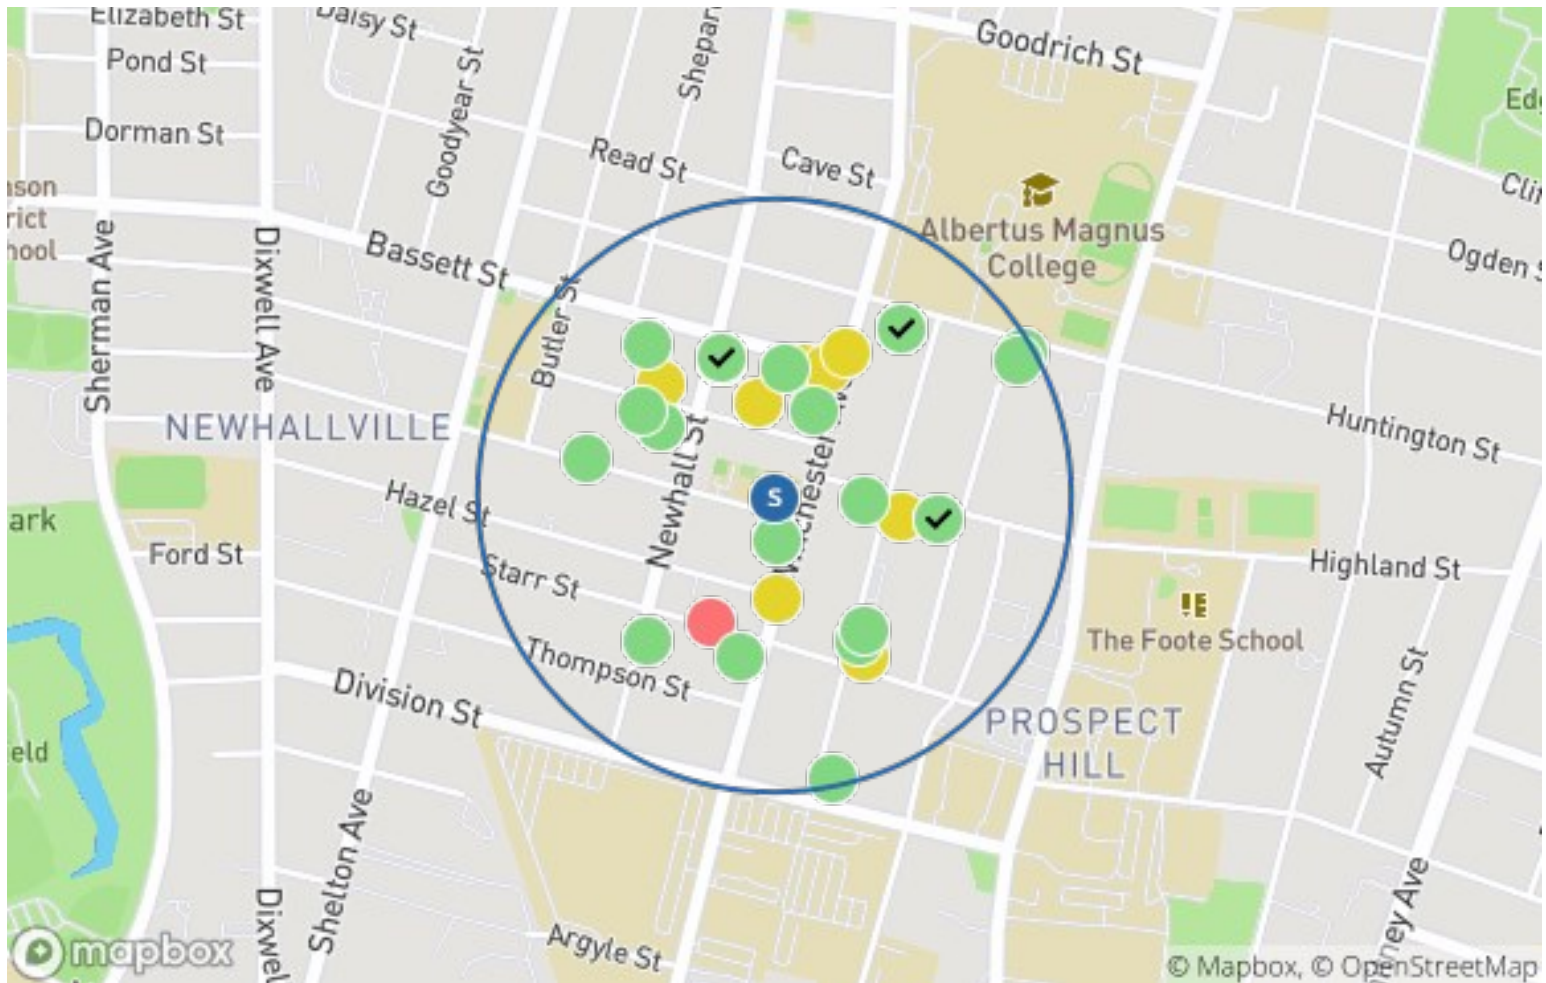 Elizabeth St
Daisy St
Pond St
Dorman St
Goodyear St
Goodrich St
Read St
Cave St
Albertus Magnus
College
Ogden
Bassett St
Butler St
Sherman Ave
Dixwell Ave
NEWHALLVILLE
Huntington St
Hazel St
Newhall St
S
Ford St
Starr St
Highland St
The Foote School
Thompson St
Division St
PROSPECT
HILL
Autumn St
Shelton Ave
Argyle St
mapbox
© Mapbox, © OpenStreetMap